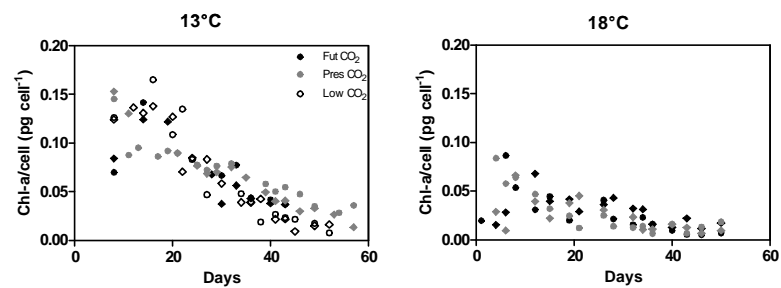 13°C
18°C
Chl-a/cell (pg cell⁻¹)
0.20
0.15
0.10
0.05
0.00
0
20
40
60
Days
Fut CO₂
Pres CO₂
Low CO₂
Chl-a/cell (pg cell⁻¹)
0.20
0.15
0.10
0.05
0.00
0
20
40
60
Days